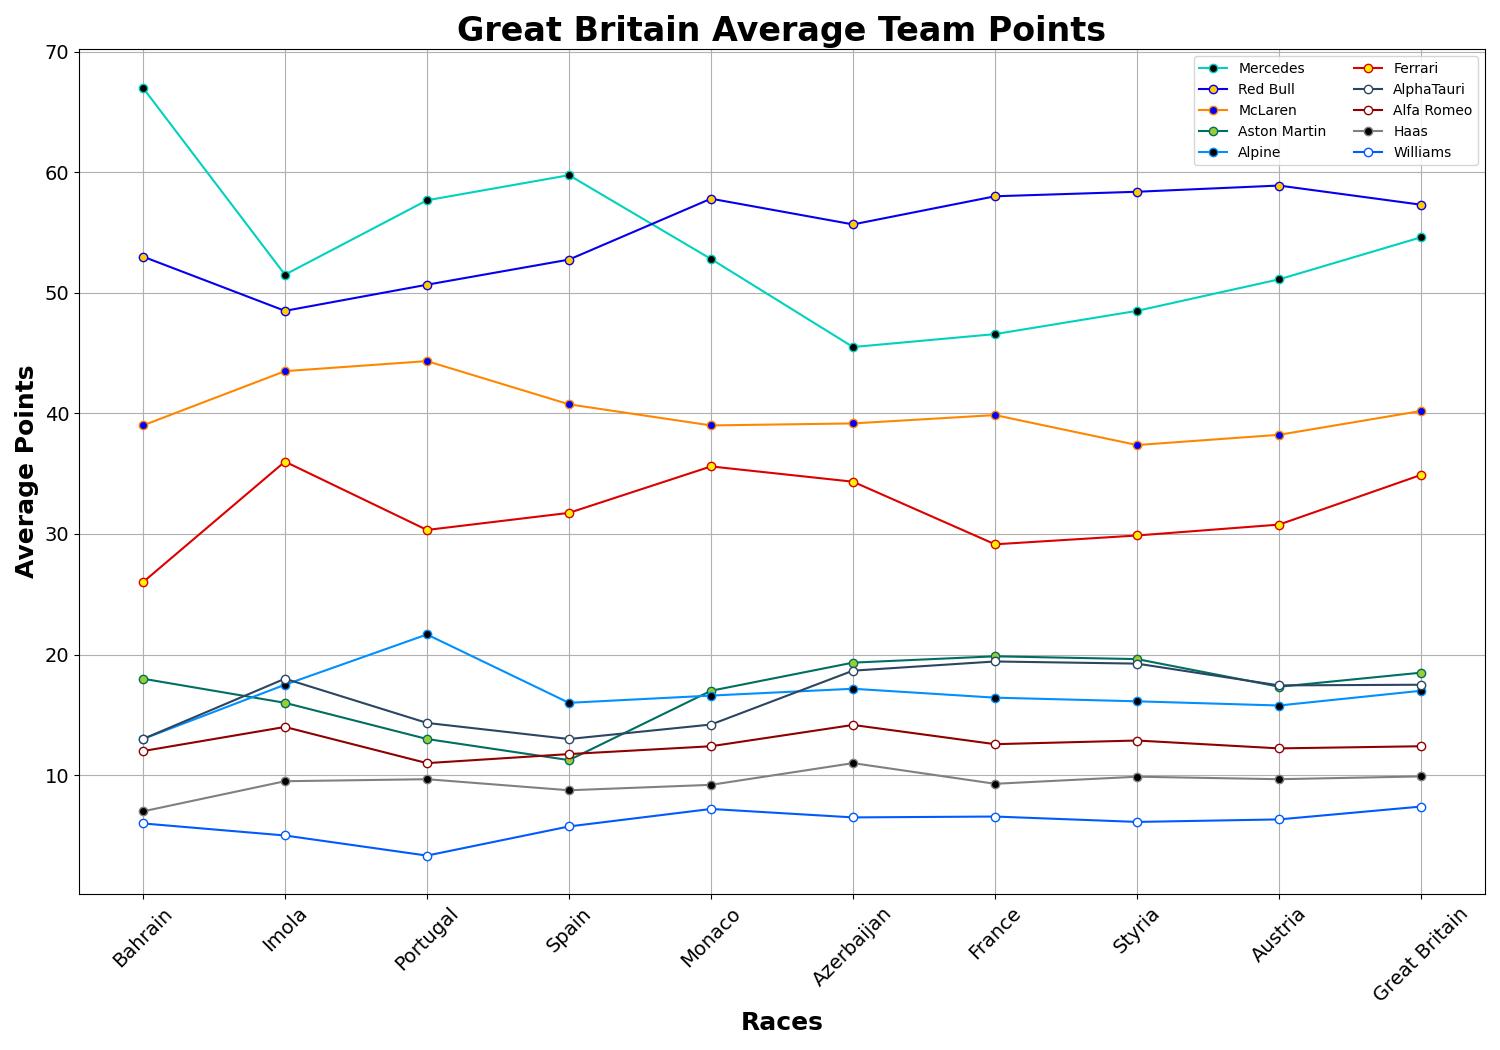 Great Britain Average Team Points
Average Points
70
60
50
40
30
20
10
Mercedes
Red Bull
McLaren
Aston Martin
Alpine
Ferrari
AlphaTauri
Alfa Romeo
Haas
Williams
Bahrain
Imola
Portugal
Spain
Monaco
Azerbaijan
France
Styria
Austria
Great Britain
Races